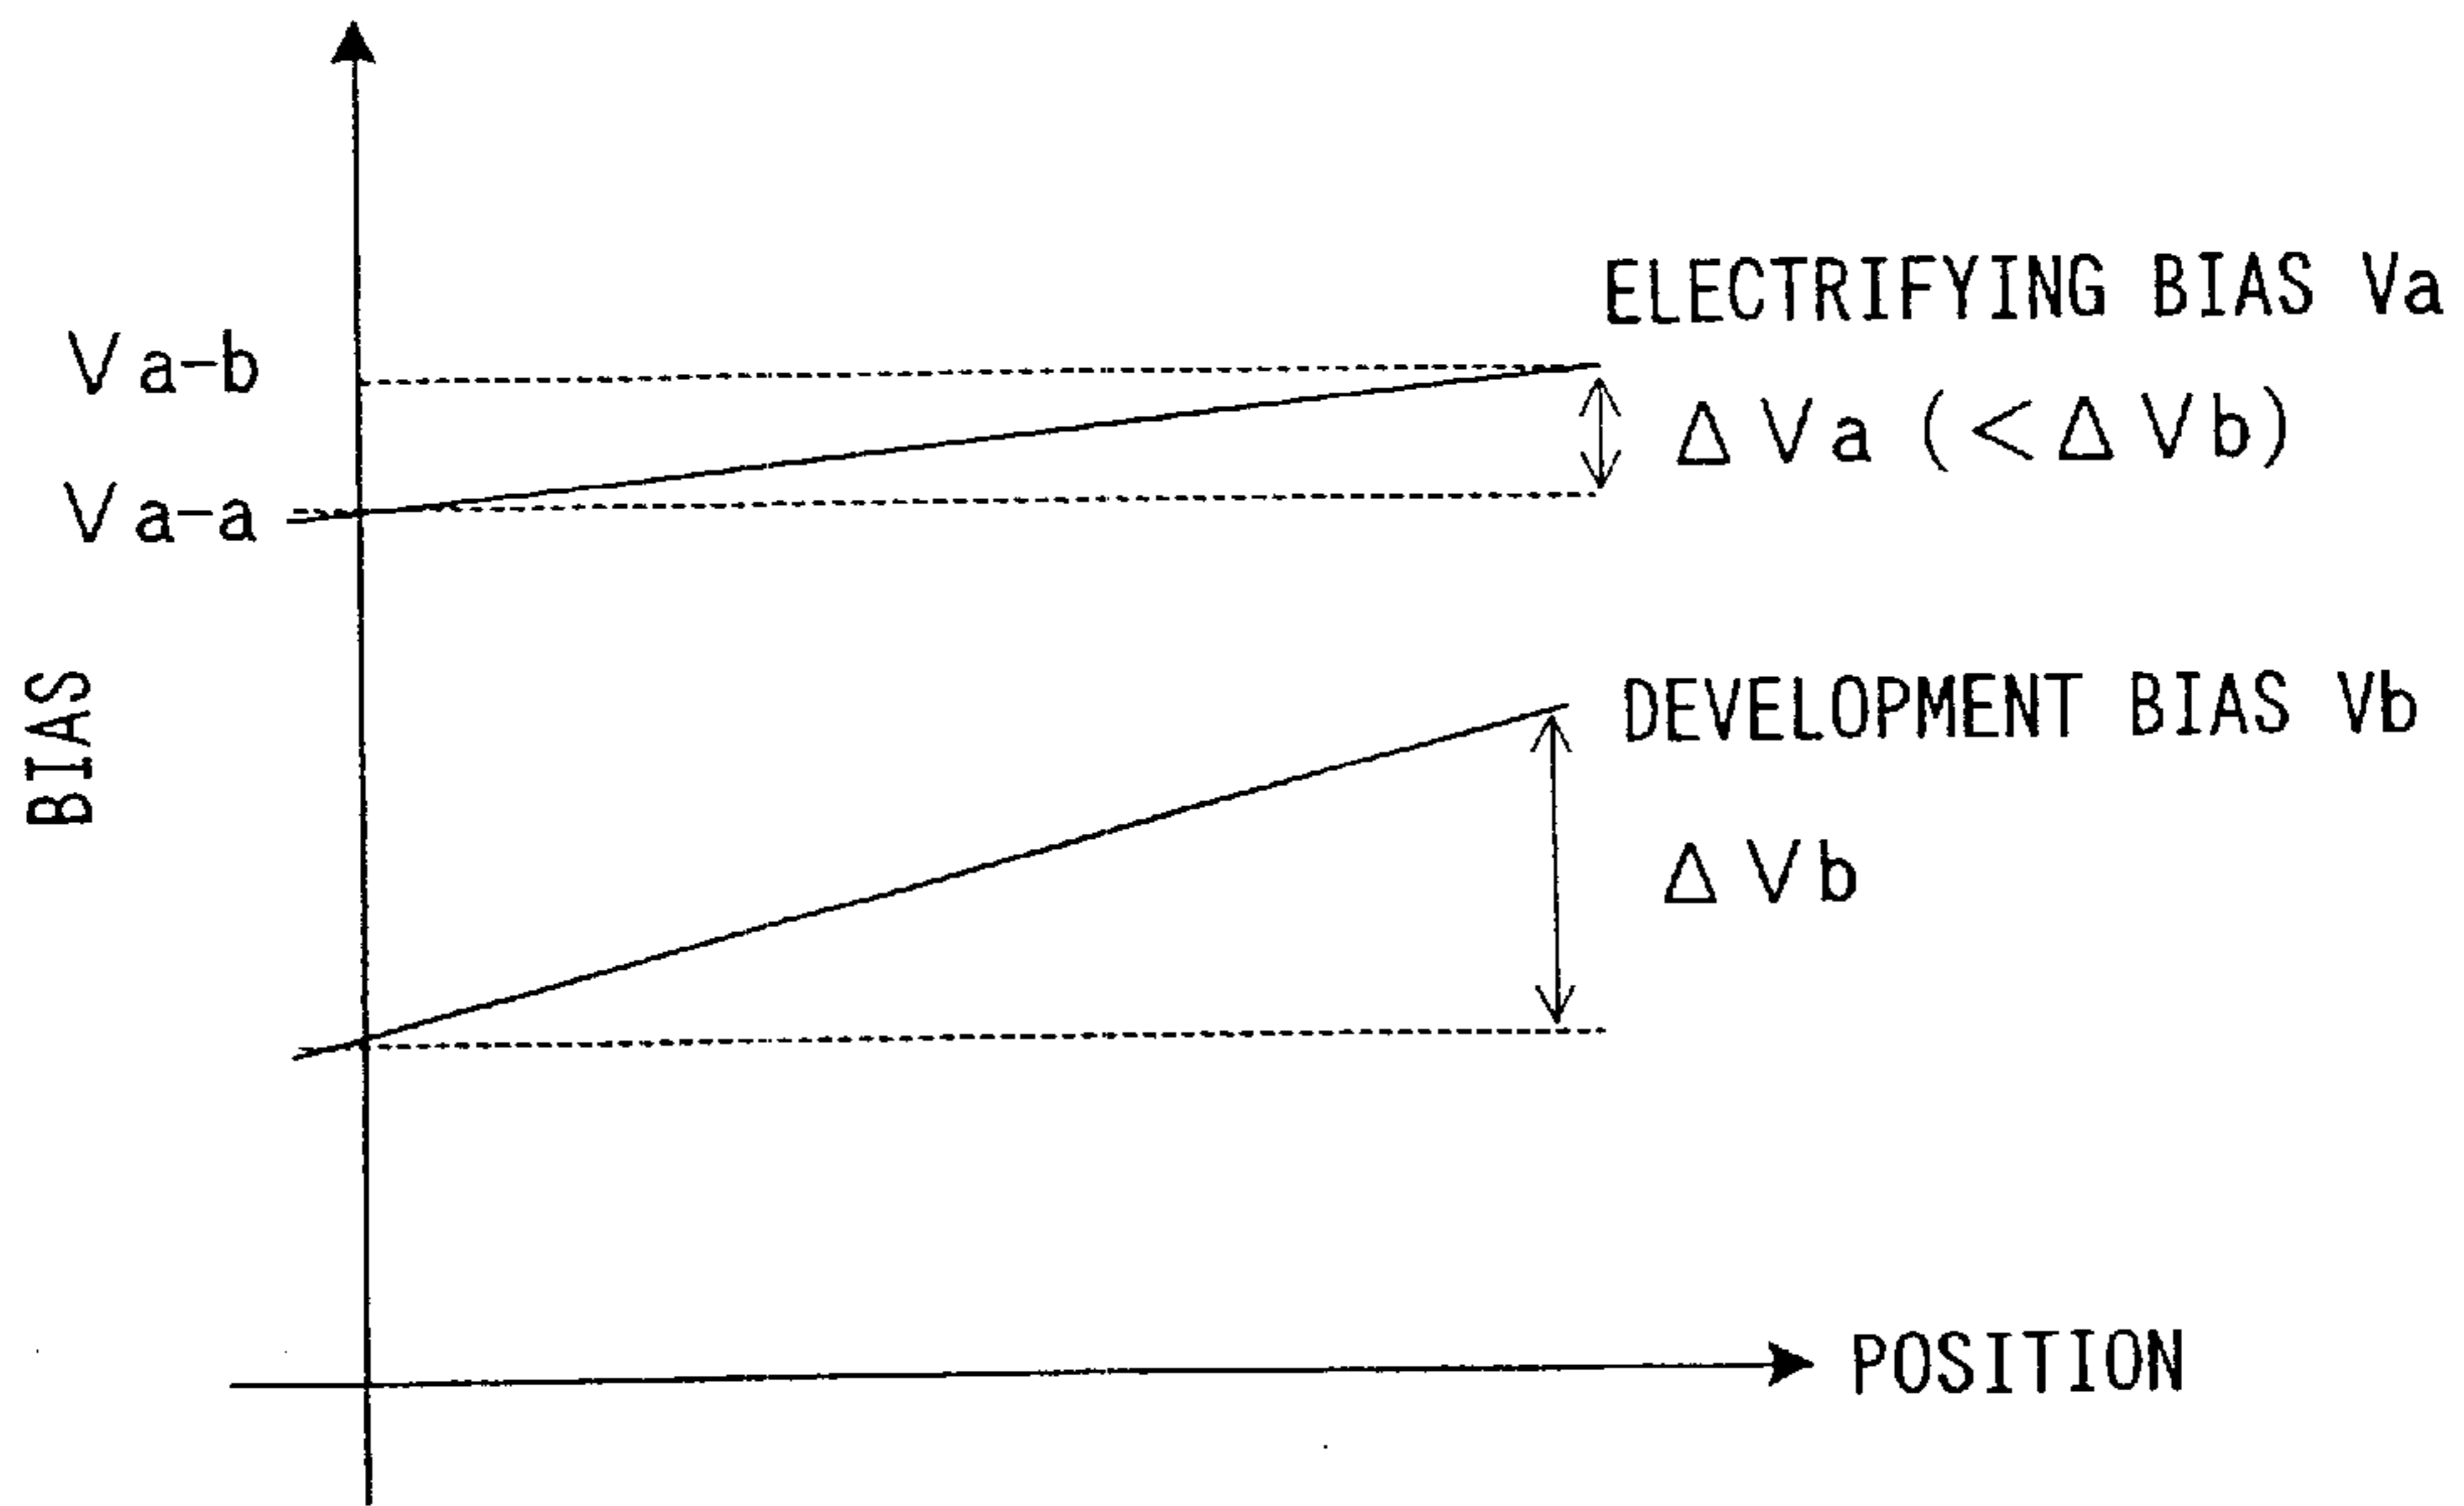 ELECTRIFYING BIAS Va
Va-b
ΔVa (<ΔVb)
Va-a
BIAS
DEVELOPMENT BIAS Vb
ΔVb
POSITION